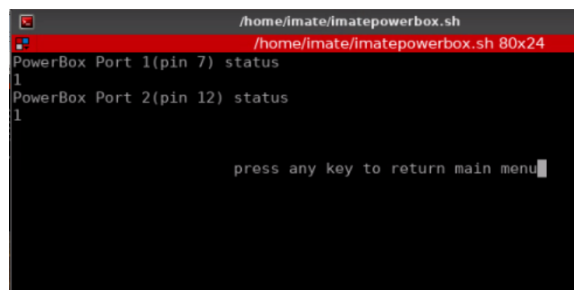 /home/imate/imatepowerbox.sh
/home/imate/imatepowerbox.sh 80x24
PowerBox Port 1(pin 7) status
1
PowerBox Port 2(pin 12) status
1
press any key to return main menu